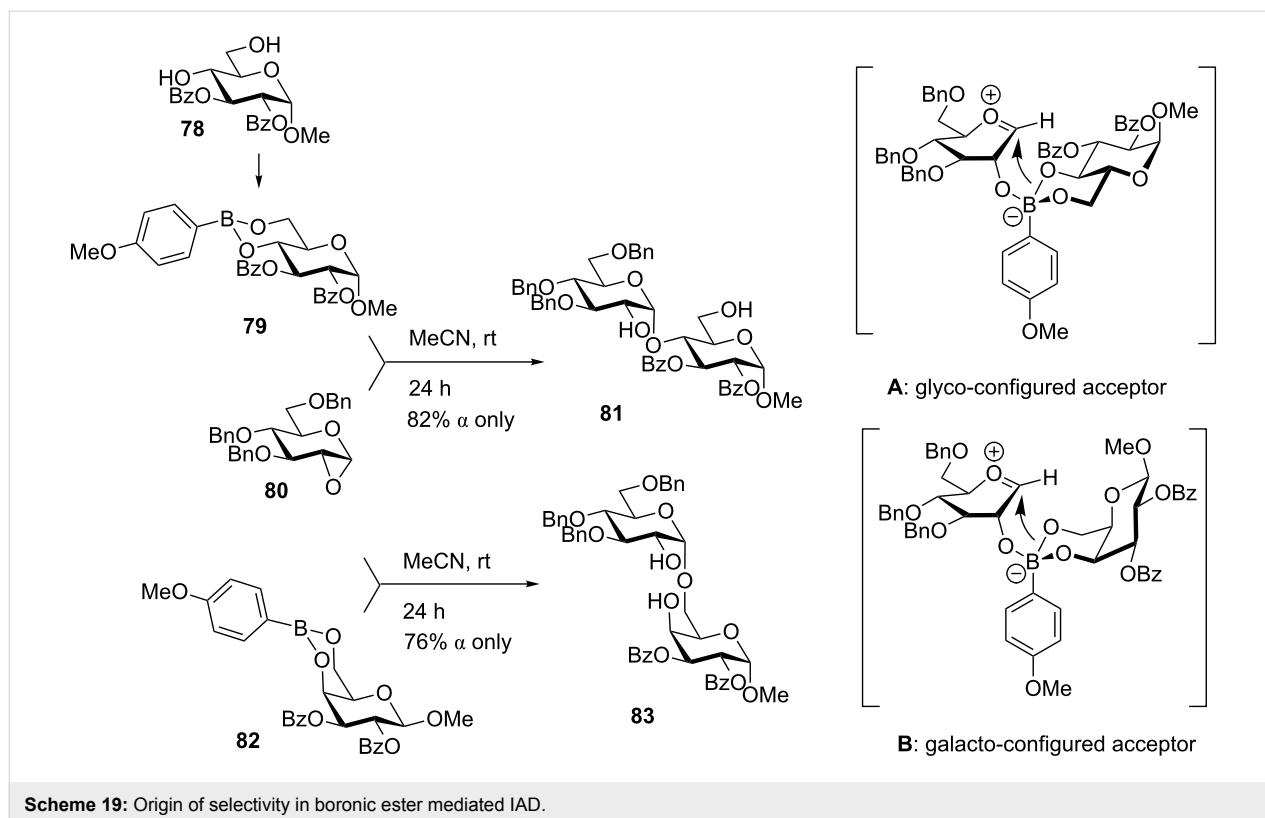 OH
HO
O
BzO
BzO
OMe
78
MeO
B
O
O
O
BzO
BzO
OMe
79
OBn
O
BnO
BnO
O
80
MeCN, rt
24 h
82% α only
OBn
O
BnO
BnO
HO
O
OH
O
BzO
BzO
OMe
81
MeO
B
O
O
O
BzO
BzO
OMe
82
MeCN, rt
24 h
76% α only
OBn
O
BnO
BnO
HO
O
HO
O
BzO
BzO
OMe
83
BnO
+
O
H
BnO
BnO
O
B
−
O
O
BzO
BzO
OMe
O
OMe
A: glyco-configured acceptor
BnO
+
O
H
BnO
BnO
O
B
−
O
O
MeO
O
OBz
OBz
OMe
B: galacto-configured acceptor
Scheme 19: Origin of selectivity in boronic ester mediated IAD.